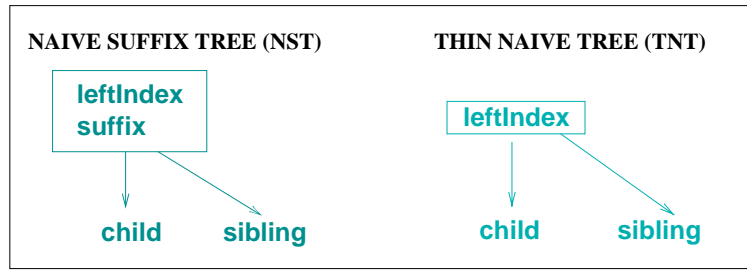 NAIVE SUFFIX TREE (NST)
leftIndex
suffix
child sibling
THIN NAIVE TREE (TNT)
leftIndex
child sibling